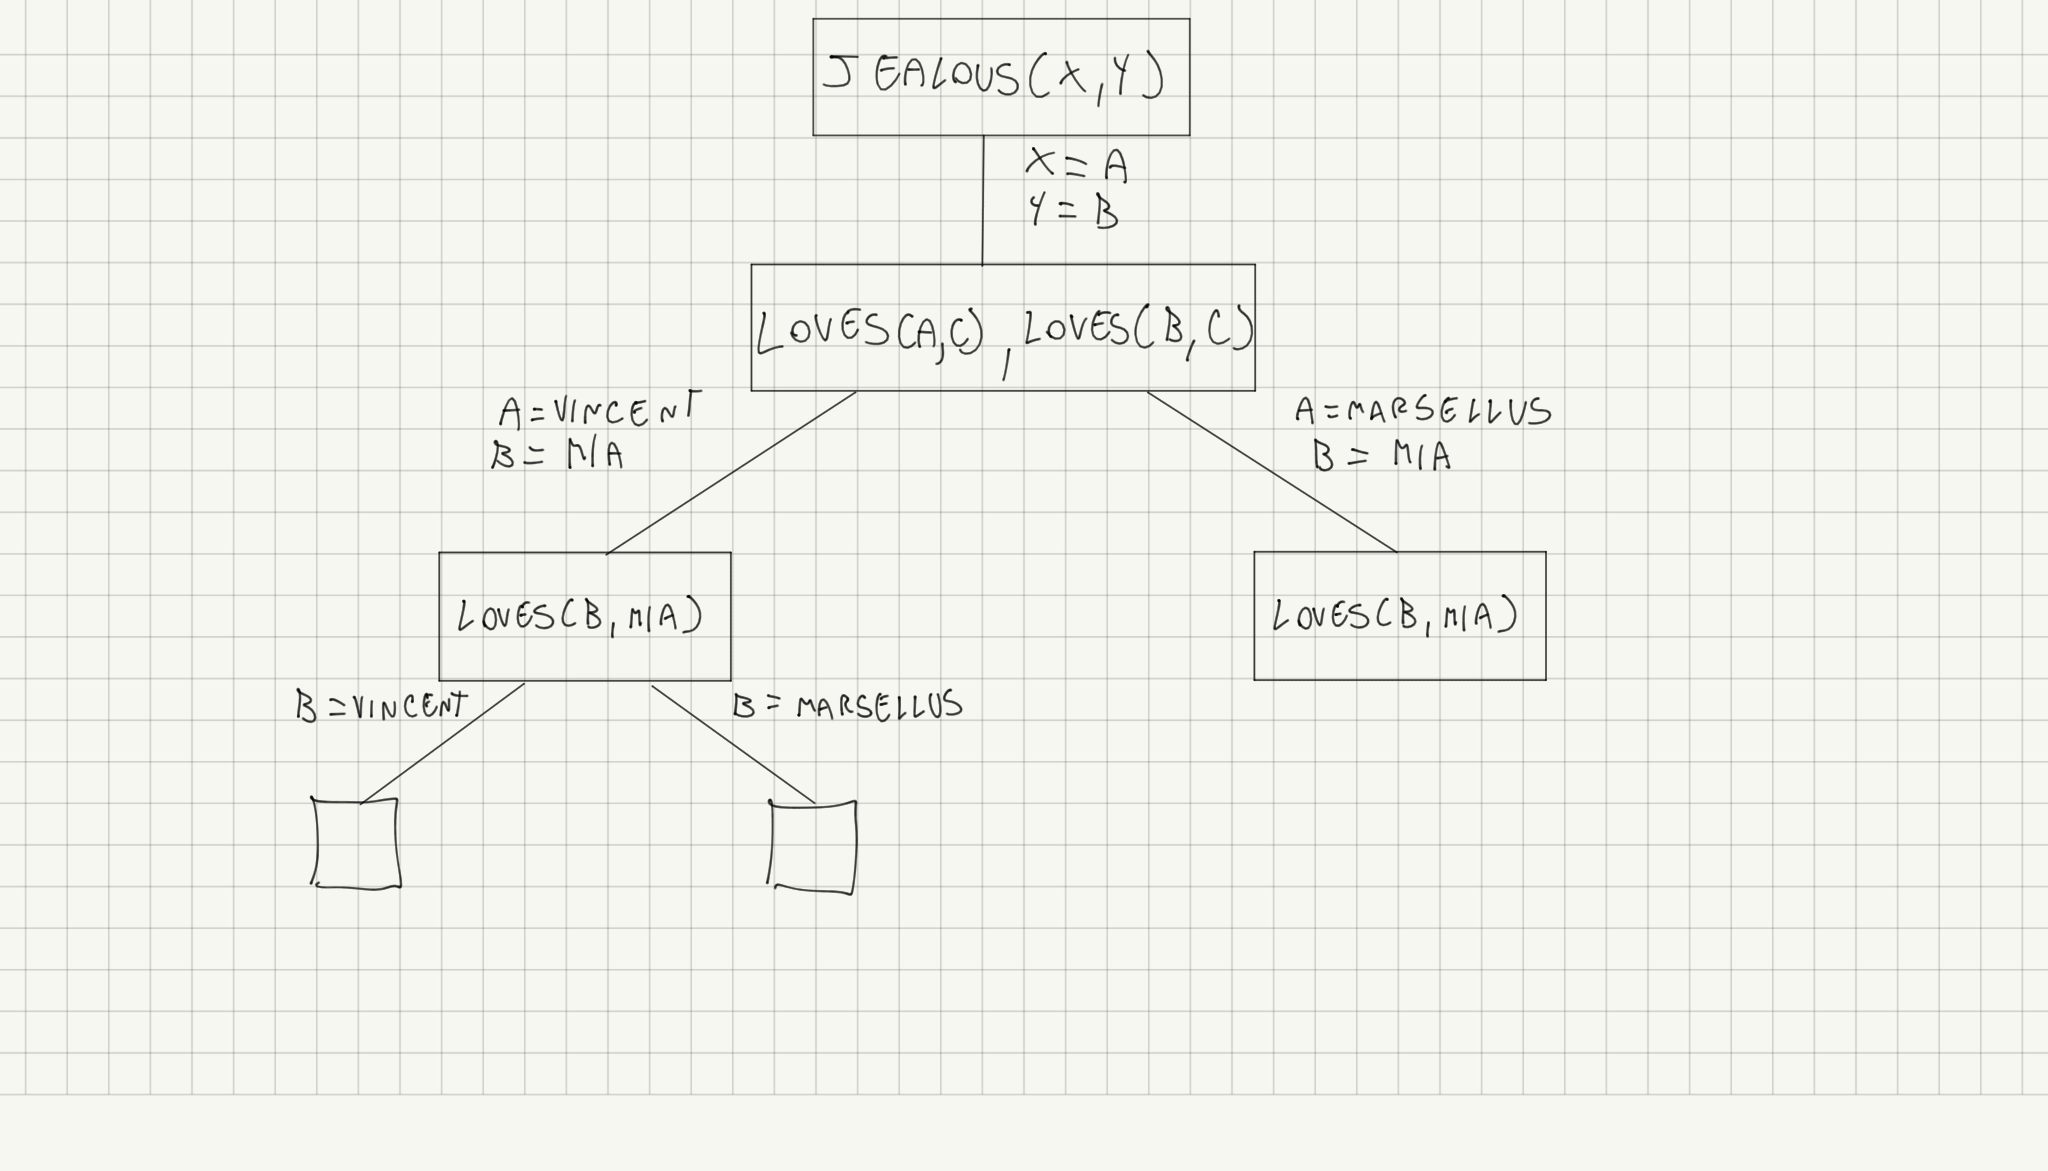 JEALOUS(X,Y)
X = A
Y = B
LOVES(A,C) , LOVES(B,C)
A = VINCENT
B = MIA
A = MARSELLUS
B = MIA
LOVES(B, MIA)
LOVES(B, MIA)
B = VINCENT
B = MARSELLUS